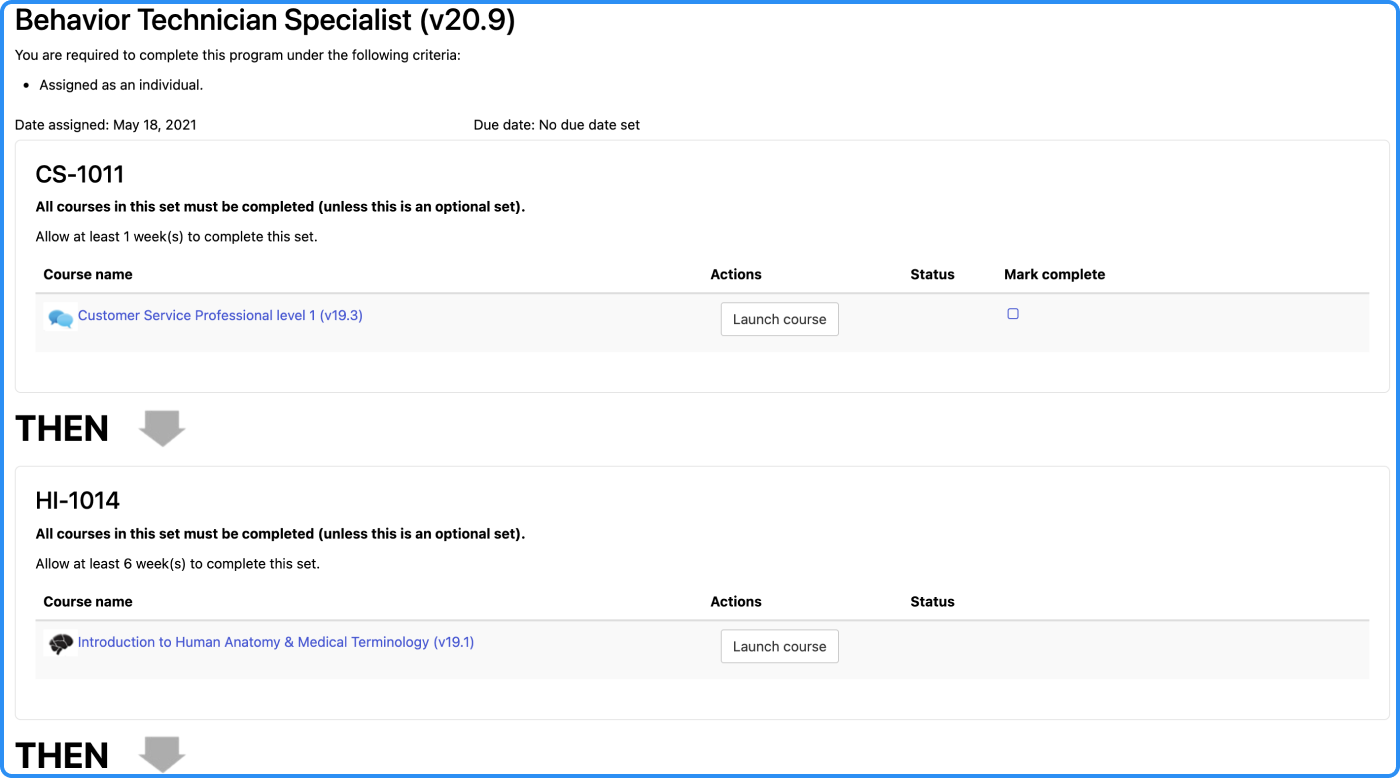 Behavior Technician Specialist (v20.9)
You are required to complete this program under the following criteria:
• Assigned as an individual.
Date assigned: May 18, 2021 Due date: No due date set
CS-1011
All courses in this set must be completed (unless this is an optional set).
Allow at least 1 week(s) to complete this set.
Course name Actions Status Mark complete
Customer Service Professional level 1 (v19.3) Launch course
THEN
HI-1014
All courses in this set must be completed (unless this is an optional set).
Allow at least 6 week(s) to complete this set.
Course name Actions Status
Introduction to Human Anatomy & Medical Terminology (v19.1) Launch course
THEN